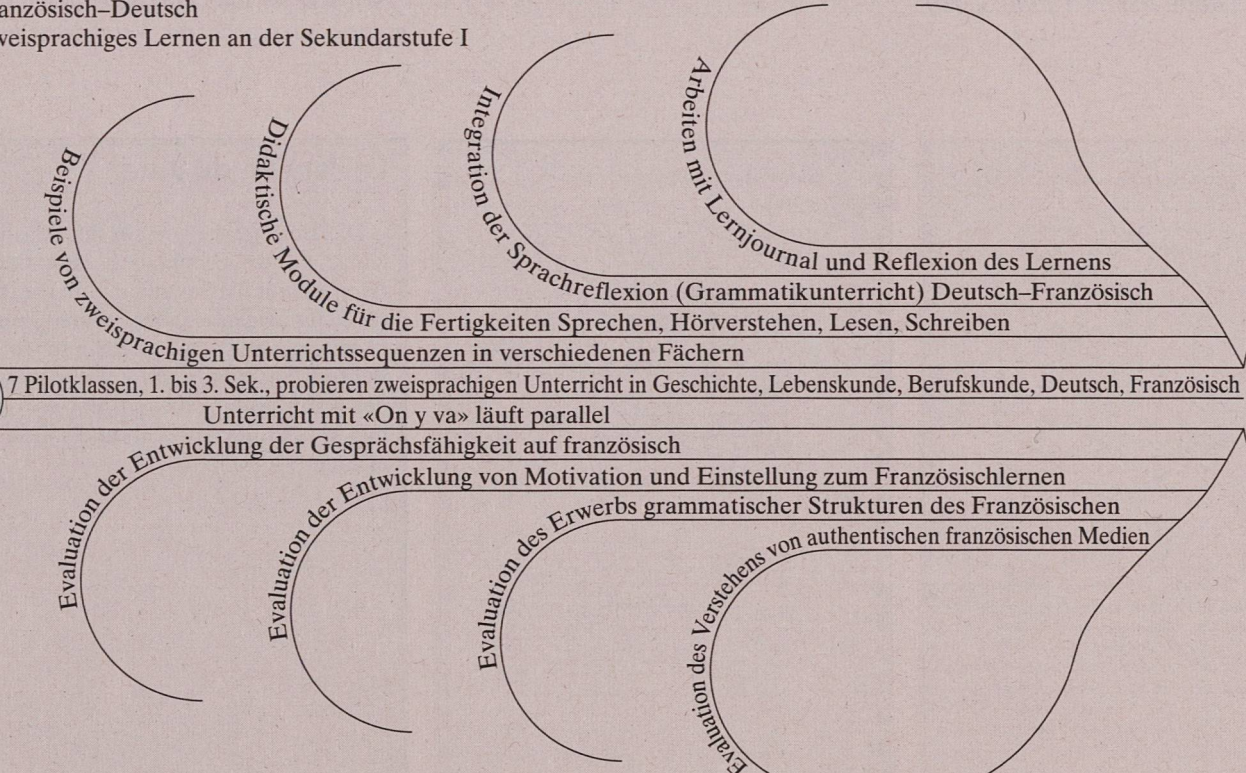 anzösisch–Deutsch
weisprachiges Lernen an der Sekundarstufe I
Arbeiten mit Lernjournal und Reflexion des Lernens
Integration der Sprachreflexion (Grammatikunterricht) Deutsch–Französisch
Didaktische Module für die Fertigkeiten Sprechen, Hörverstehen, Lesen, Schreiben
Beispiele von zweisprachigen Unterrichtssequenzen in verschiedenen Fächern
7 Pilotklassen, 1. bis 3. Sek., probieren zweisprachigen Unterricht in Geschichte, Lebenskunde, Berufskunde, Deutsch, Französisch
Unterricht mit «On y va» läuft parallel
Evaluation der Entwicklung der Gesprächsfähigkeit auf französisch
Evaluation der Entwicklung von Motivation und Einstellung zum Französischlernen
Evaluation des Erwerbs grammatischer Strukturen des Französischen
Evaluation des Verstehens von authentischen französischen Medien